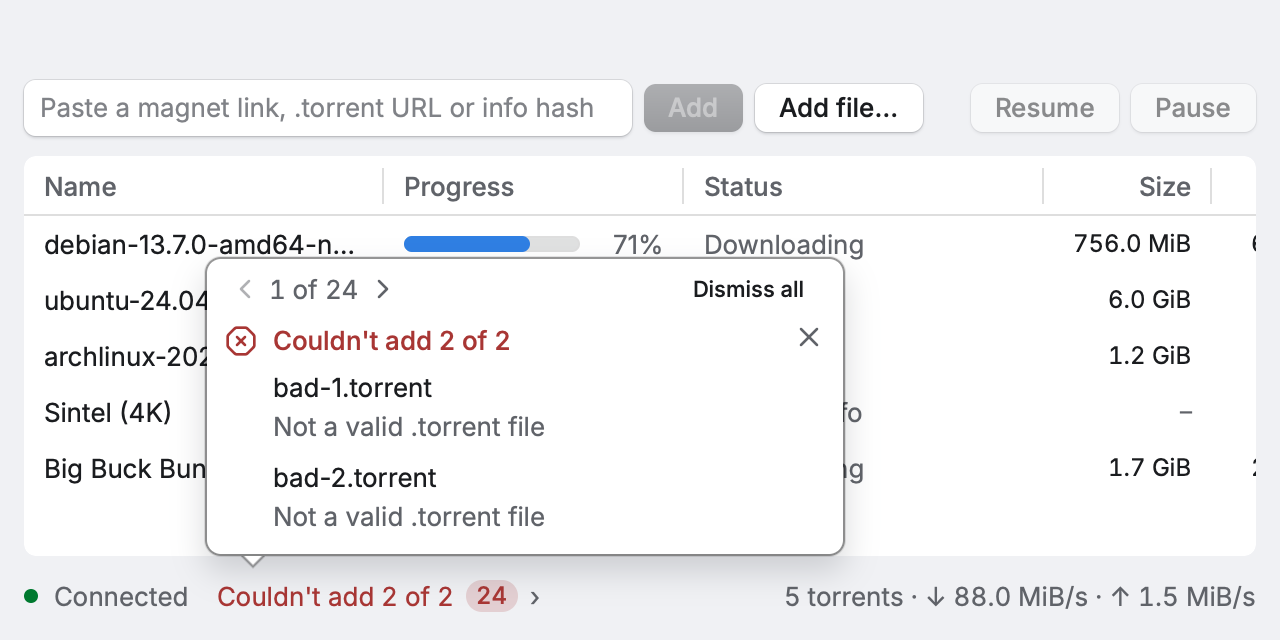 Paste a magnet link, .torrent URL or info hash Add Add file... Resume Pause
Name Progress Status Size
debian-13.7.0-amd64-n... 71% Downloading 756.0 MiB
ubuntu-24.04 6.0 GiB
archlinux-202 1.2 GiB
Sintel (4K) –
Big Buck Bun 1.7 GiB
1 of 24 Dismiss all
Couldn't add 2 of 2
bad-1.torrent
Not a valid .torrent file
bad-2.torrent
Not a valid .torrent file
Connected Couldn't add 2 of 2 24 › 5 torrents · ↓ 88.0 MiB/s · ↑ 1.5 MiB/s